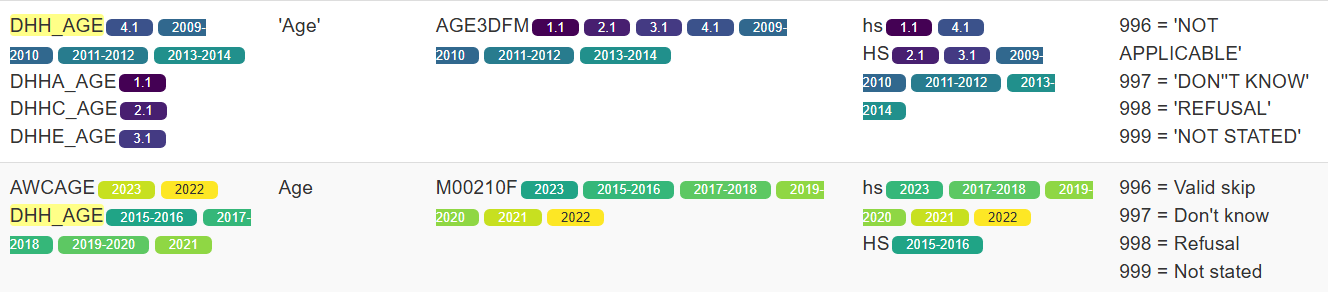 DHH_AGE 4.1 2009- 'Age' AGE3DFM 1.1 2.1 3.1 4.1 2009- hs 1.1 4.1 996 = 'NOT
2010 2011-2012 2013-2014 2010 2011-2012 2013-2014 HS 2.1 3.1 2009- APPLICABLE'
DHHA_AGE 1.1 2010 2011-2012 2013- 997 = 'DON''T KNOW'
DHHC_AGE 2.1 2014 998 = 'REFUSAL'
DHHE_AGE 3.1 999 = 'NOT STATED'
AWCAGE 2023 2022 Age M00210F 2023 2015-2016 2017-2018 2019- hs 2023 2017-2018 2019- 996 = Valid skip
DHH_AGE 2015-2016 2017- 2020 2021 2022 2020 2021 2022 997 = Don't know
2018 2019-2020 2021 HS 2015-2016 998 = Refusal
999 = Not stated